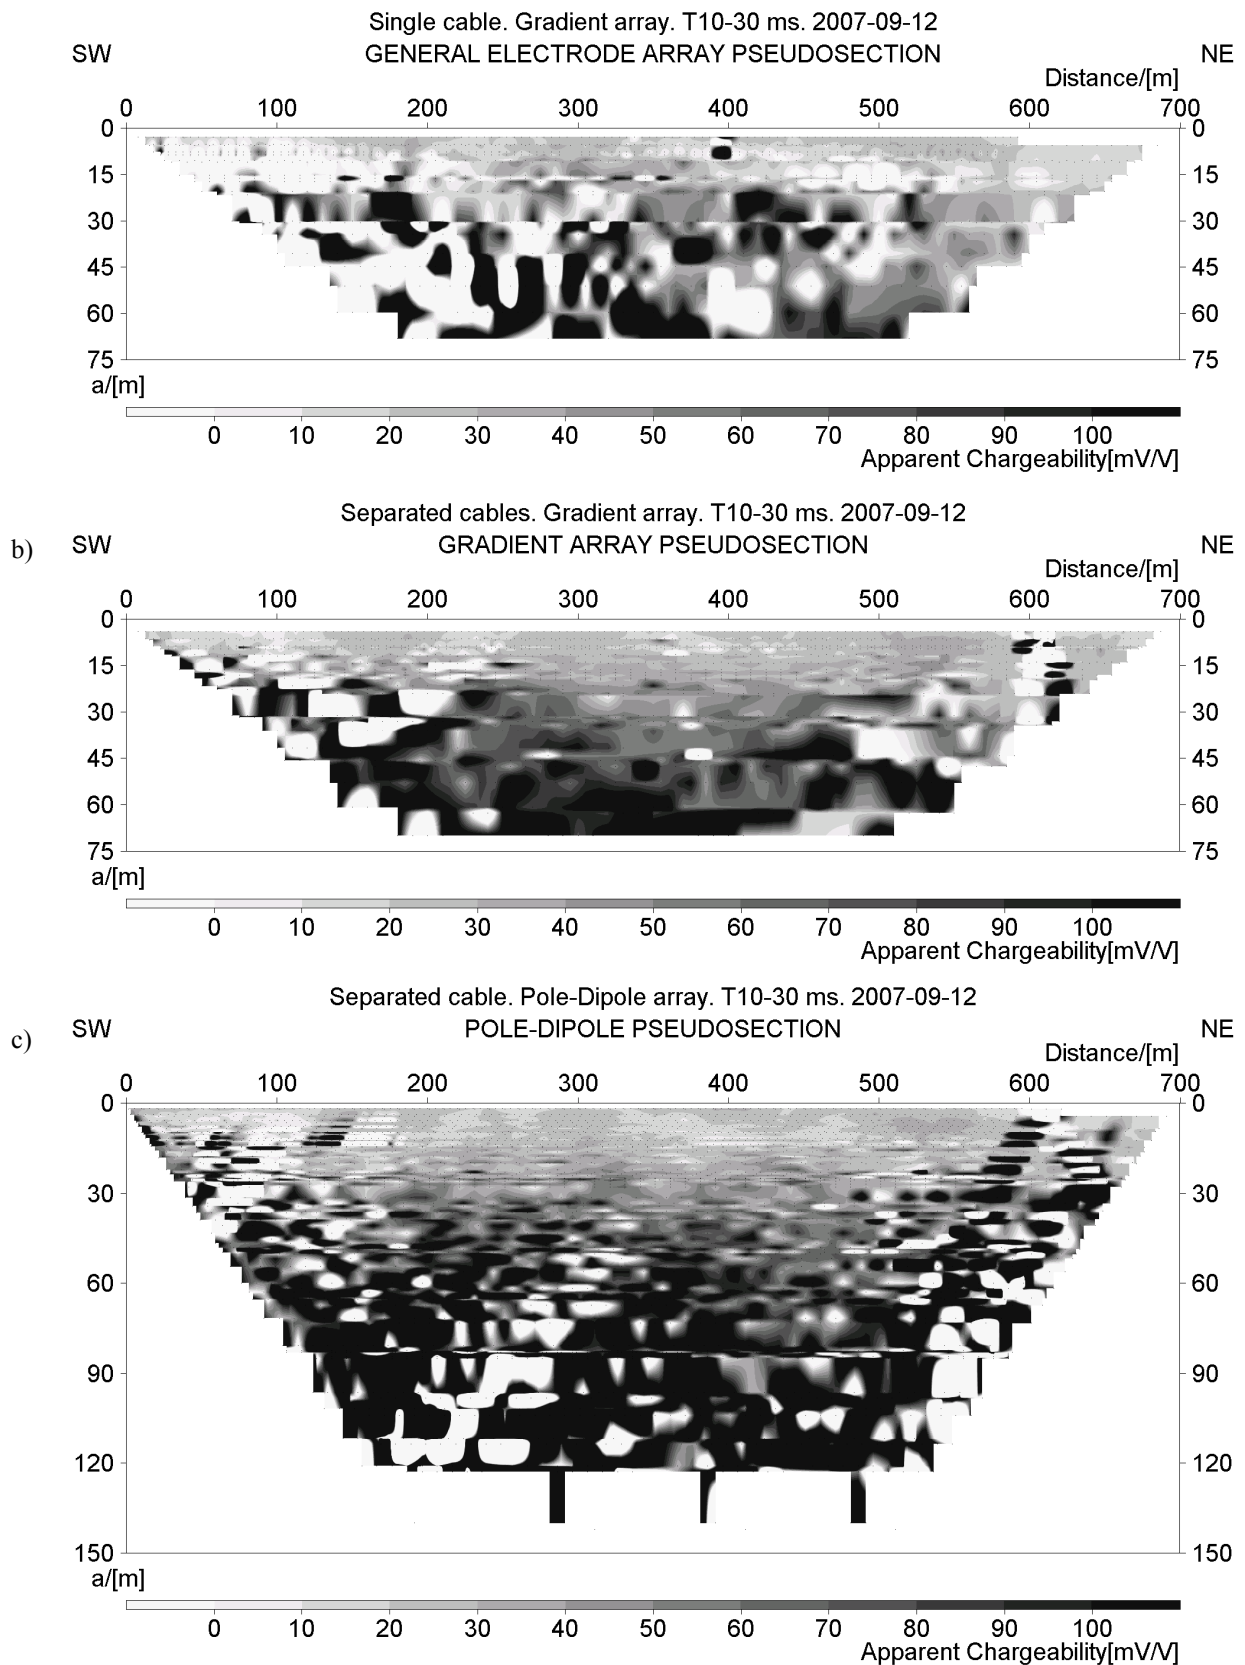 Single cable. Gradient array. T10-30 ms. 2007-09-12
SW GENERAL ELECTRODE ARRAY PSEUDOSECTION NE
Distance/[m]
0 100 200 300 400 500 600 700
0 0
15 15
30 30
45 45
60 60
75 75
a/[m]
0 10 20 30 40 50 60 70 80 90 100
Apparent Chargeability[mV/V]
Separated cables. Gradient array. T10-30 ms. 2007-09-12
b) SW GRADIENT ARRAY PSEUDOSECTION NE
Distance/[m]
0 100 200 300 400 500 600 700
0 0
15 15
30 30
45 45
60 60
75 75
a/[m]
0 10 20 30 40 50 60 70 80 90 100
Apparent Chargeability[mV/V]
Separated cable. Pole-Dipole array. T10-30 ms. 2007-09-12
c) SW POLE-DIPOLE PSEUDOSECTION NE
Distance/[m]
0 100 200 300 400 500 600 700
0 0
30 30
60 60
90 90
120 120
150 150
a/[m]
0 10 20 30 40 50 60 70 80 90 100
Apparent Chargeability[mV/V]